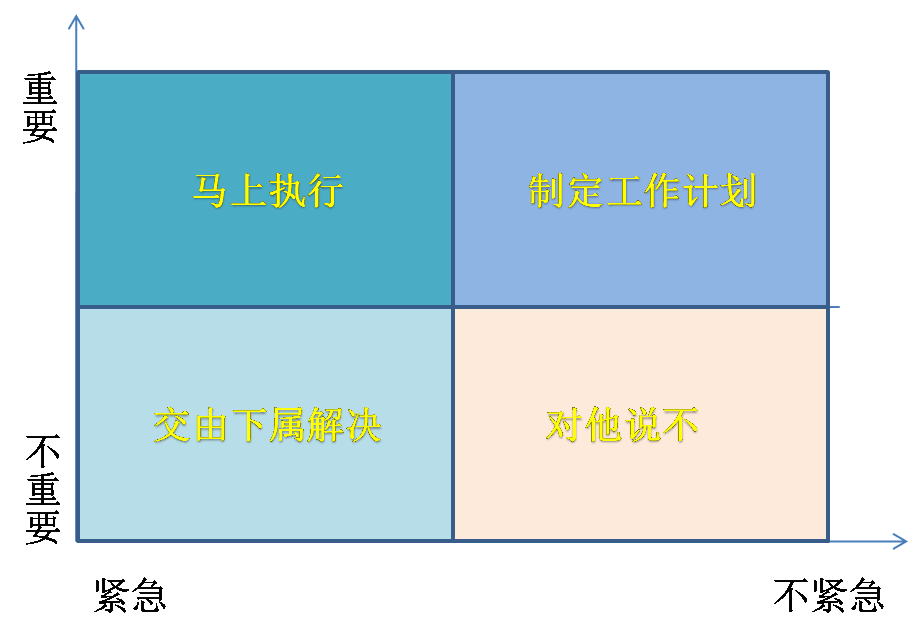 重要
马上执行
制定工作计划
不重要
交由下属解决
对他说不
紧急
不紧急